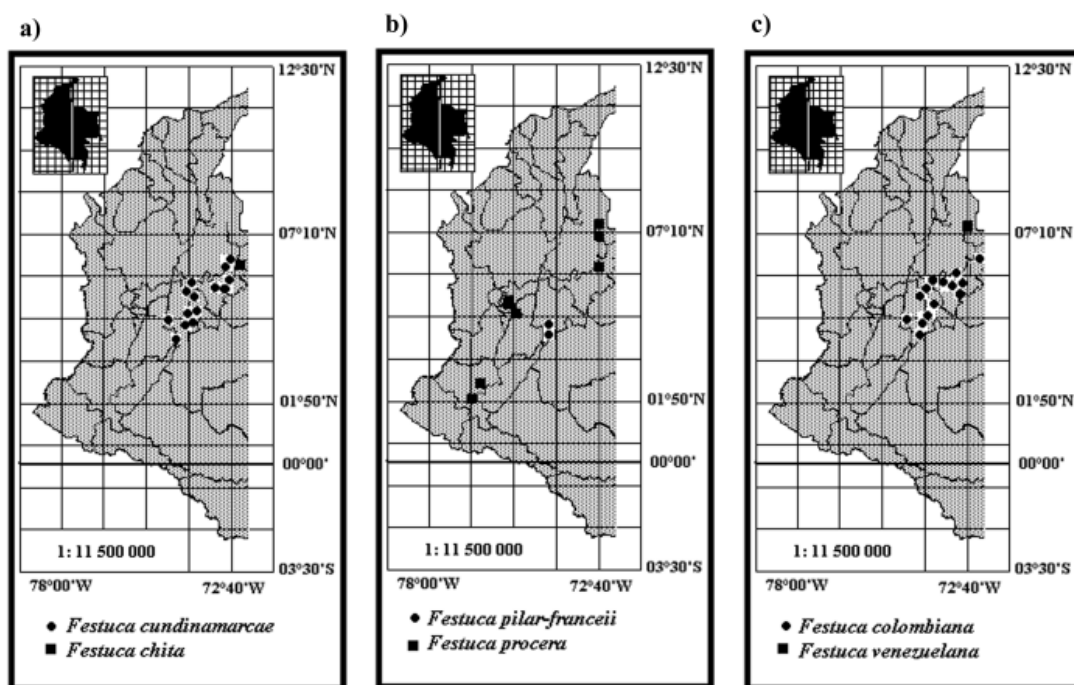 a)
12°30'N
07°10'N
01°50'N
00°00'
1: 11 500 000
03°30'S
78°00'W
72°40'W
Festuca cundinamarcae
Festuca chita
b)
12°30'N
07°10'N
01°50'N
00°00'
1: 11 500 000
03°30'S
78°00'W
72°40'W
Festuca pilar-franceii
Festuca procera
c)
12°30'N
07°10'N
01°50'N
00°00'
1: 11 500 000
03°30'S
78°00'W
72°40'W
Festuca colombiana
Festuca venezuelana